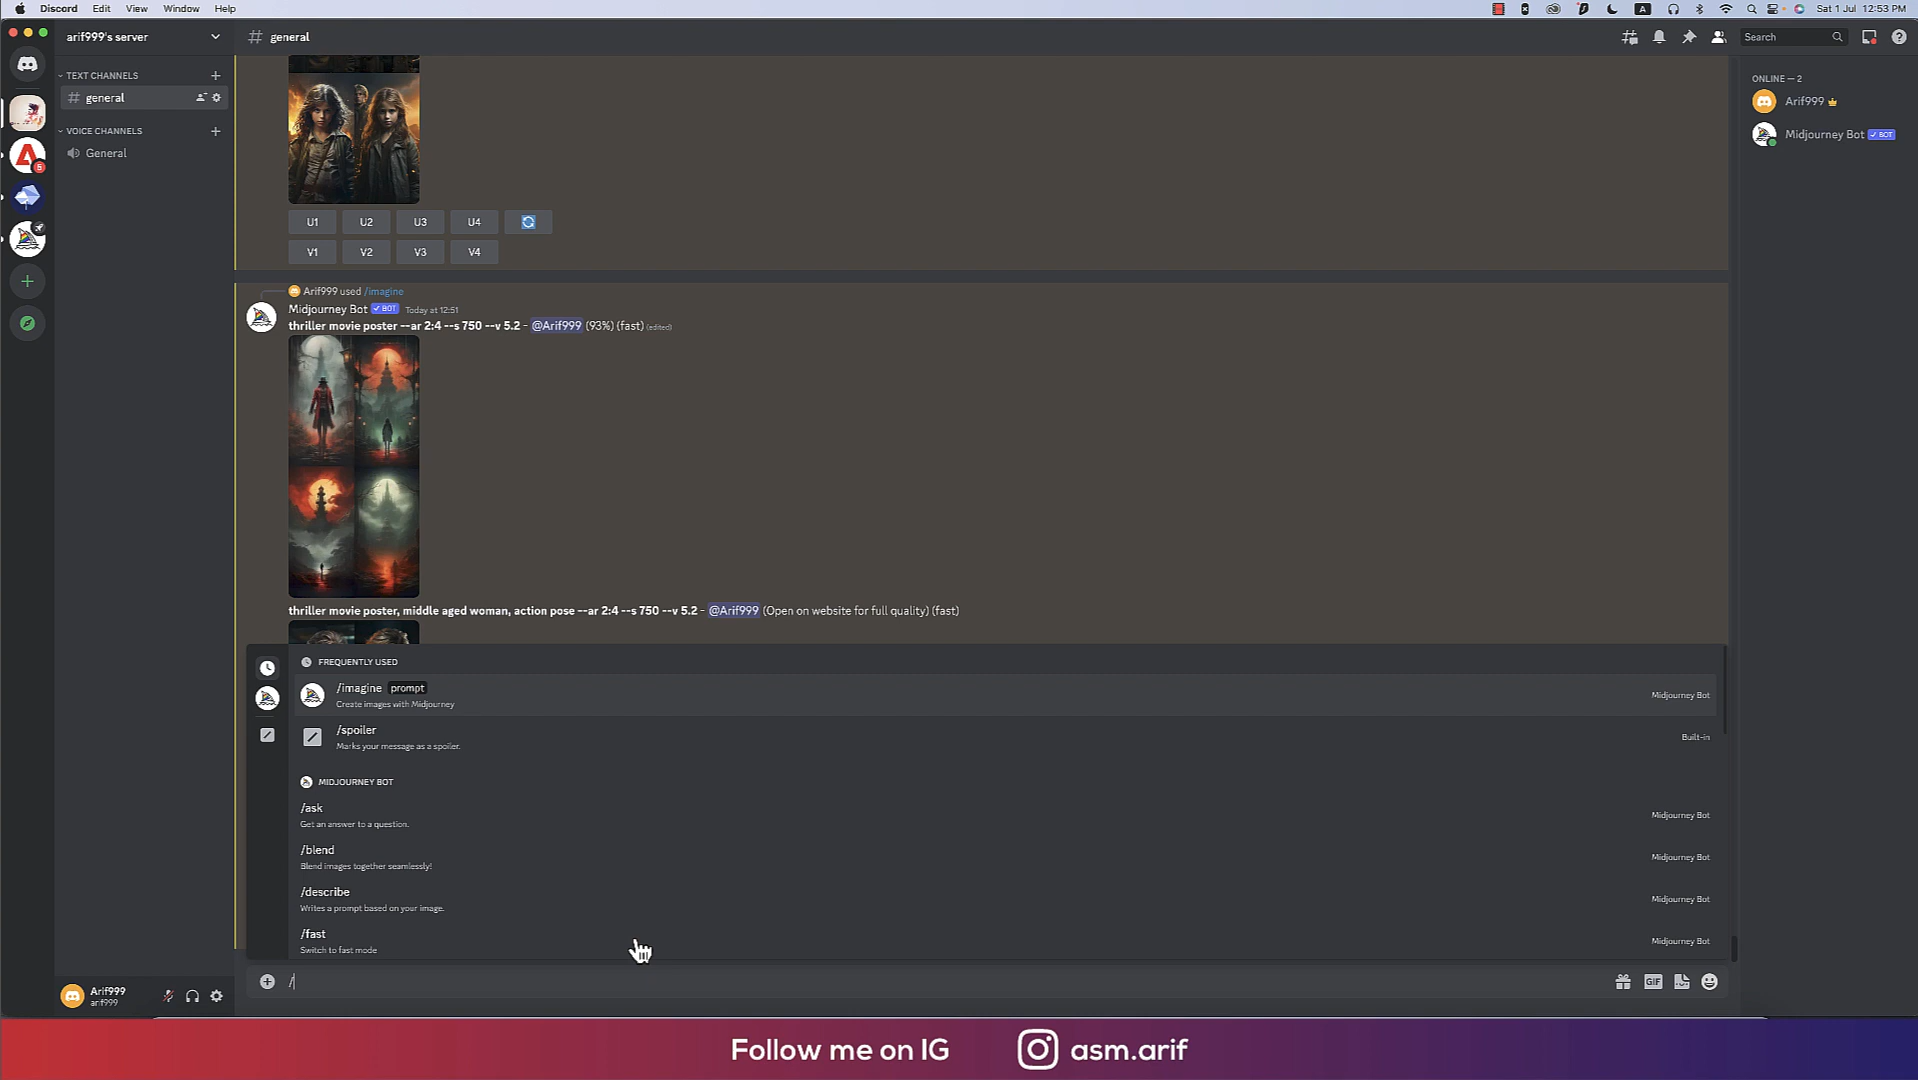 Discord Edit View Window Help
A
Sat 1 Jul 12:53 PM
arif999's server
general
Search
TEXT CHANNELS
general
VOICE CHANNELS
General
5
ONLINE — 2
Arif999
Midjourney Bot BOT
U1 U2 U3 U4
V1 V2 V3 V4
Arif999 used /imagine
Midjourney Bot BOT Today at 12:51
thriller movie poster --ar 2:4 --s 750 --v 5.2 - @Arif999 (93%) (fast) (edited)
thriller movie poster, middle aged woman, action pose --ar 2:4 --s 750 --v 5.2 - @Arif999 (Open on website for full quality) (fast)
FREQUENTLY USED
/imagine prompt
Create images with Midjourney
Midjourney Bot
/spoiler
Marks your message as a spoiler.
Built-in
MIDJOURNEY BOT
/ask
Get an answer to a question.
Midjourney Bot
/blend
Blend images together seamlessly!
Midjourney Bot
/describe
Writes a prompt based on your image.
Midjourney Bot
/fast
Switch to fast mode
Midjourney Bot
/
GIF
Arif999
arif999
Follow me on IG asm.arif